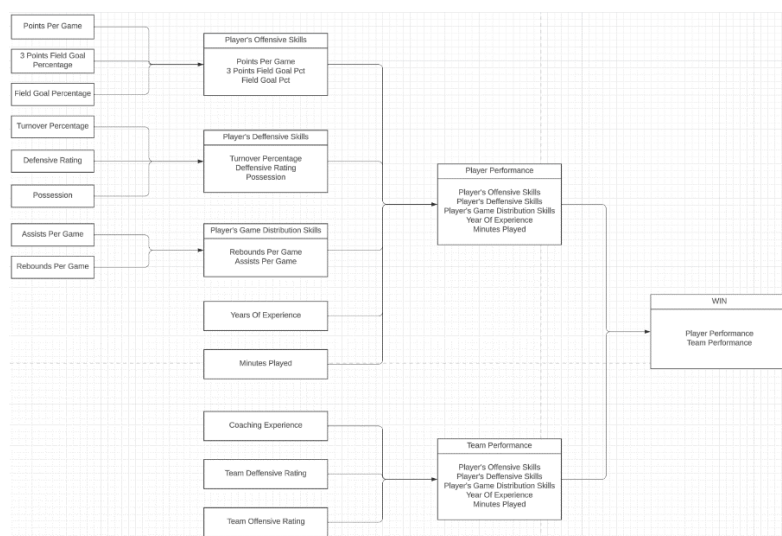 Points Per Game
3 Points Field Goal
Percentage
Field Goal Percentage
Turnover Percentage
Defensive Rating
Possession
Assists Per Game
Rebounds Per Game
Player's Offensive Skills
Points Per Game
3 Points Field Goal Pct
Field Goal Pct
Player's Deffensive Skills
Turnover Percentage
Deffensive Rating
Possession
Player's Game Distribution Skills
Rebounds Per Game
Assists Per Game
Years Of Experience
Minutes Played
Coaching Experience
Team Deffensive Rating
Team Offensive Rating
Player Performance
Player's Offensive Skills
Player's Deffensive Skills
Player's Game Distribution Skills
Year Of Experience
Minutes Played
Team Performance
Player's Offensive Skills
Player's Deffensive Skills
Player's Game Distribution Skills
Year Of Experience
Minutes Played
WIN
Player Performance
Team Performance